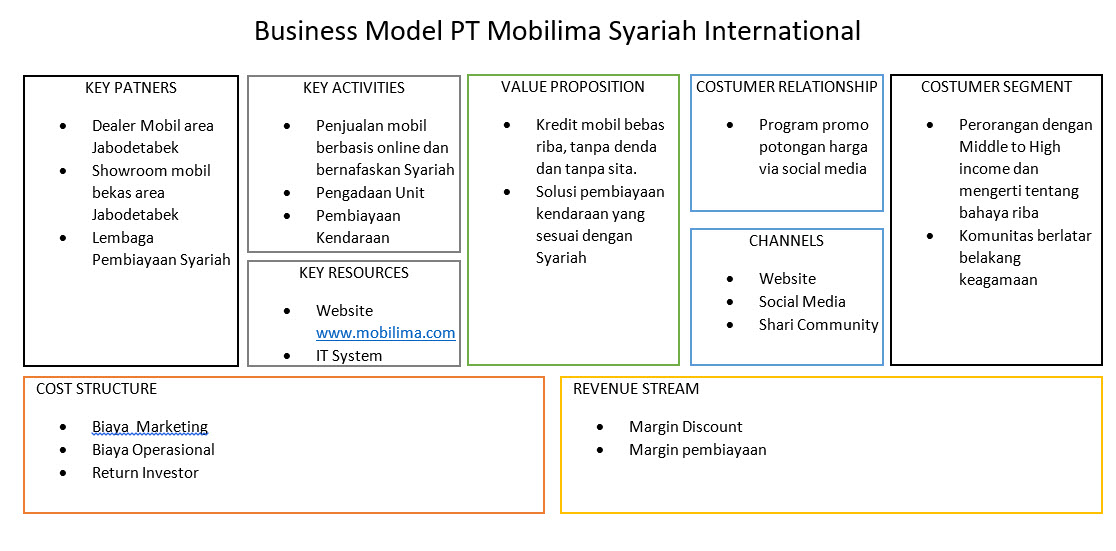 Business Model PT Mobilima Syariah International
KEY PATNERS
• Dealer Mobil area
Jabodetabek
• Showroom mobil
bekas area
Jabodetabek
• Lembaga
Pembiayaan Syariah
KEY ACTIVITIES
• Penjualan mobil
berbasis online dan
bernafaskan Syariah
• Pengadaan Unit
• Pembiayaan
Kendaraan
KEY RESOURCES
• Website
www.mobilima.com
• IT System
VALUE PROPOSITION
• Kredit mobil bebas
riba, tanpa denda
dan tanpa sita.
• Solusi pembiayaan
kendaraan yang
sesuai dengan
Syariah
COSTUMER RELATIONSHIP
• Program promo
potongan harga
via social media
CHANNELS
• Website
• Social Media
• Shari Community
COSTUMER SEGMENT
• Perorangan dengan
Middle to High
income dan
mengerti tentang
bahaya riba
• Komunitas berlatar
belakang
keagamaan
COST STRUCTURE
• Biaya Marketing
• Biaya Operasional
• Return Investor
REVENUE STREAM
• Margin Discount
• Margin pembiayaan